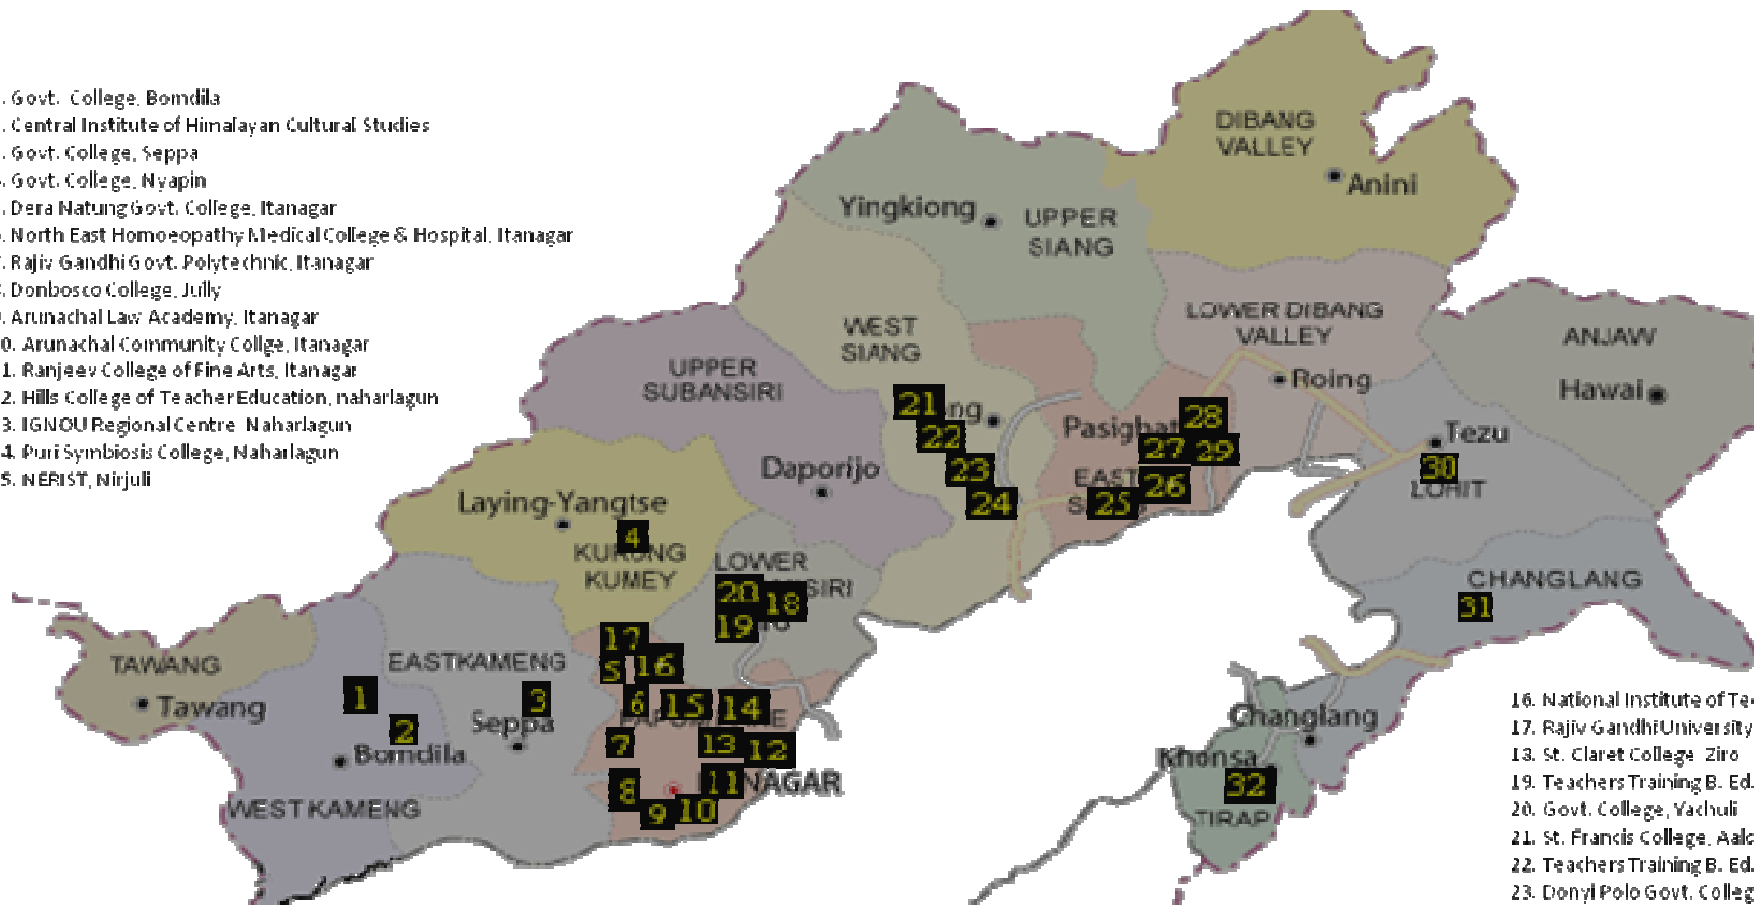 . Govt. College, Bomdila
. Central Institute of Himalayan Cultural Studies
. Govt. College, Seppa
. Govt. College, Nyapin
. Dera Natung Govt. College, Itanagar
. North East Homoeopathy Medical College & Hospital, Itanagar
. Rajiv Gandhi Govt. Polytechnic, Itanagar
. Donbosco College, Jully
. Arunachal Law Academy, Itanagar
0. Arunachal Community Collge, Itanagar
1. Ranjeev College of Fine Arts, Itanagar
2. Hills College of Teacher Education, naharlagun
3. IGNOU Regional Centre Naharlagun
4. Puri Symbiosis College, Naharlagun
5. NERIST, Nirjuli
DIBANG
VALLEY
Anini
Yingkiong
UPPER
SIANG
LOWER DIBANG
VALLEY
ANJAW
Hawai
WEST
SIANG
UPPER
SUBANSIRI
Roing
21
ng
22
23
24
Pasighat
28
27 29
EAST
26
25
Tezu
30
LOHIT
Daporijo
Laying-Yangtse
4
KURUNG
KUMEY
LOWER
SIRI
20 18
19
CHANGLANG
31
TAWANG
Tawang
EASTKAMENG
17
5 16
1
3
6 15 14
2
Seppa
7 13 12
Bomdila
8 11 NAGAR
9 10
WEST KAMENG
Changlang
Khonsa
32
TIRAP
16. National Institute of Te
17. Rajiv Gandhi University
18. St. Claret College Ziro
19. Teachers Training B. Ed.
20. Govt. College, Yachuli
21. St. Francis College, Aalo
22. Teachers Training B. Ed.
23. Donyi Polo Govt. Colleg